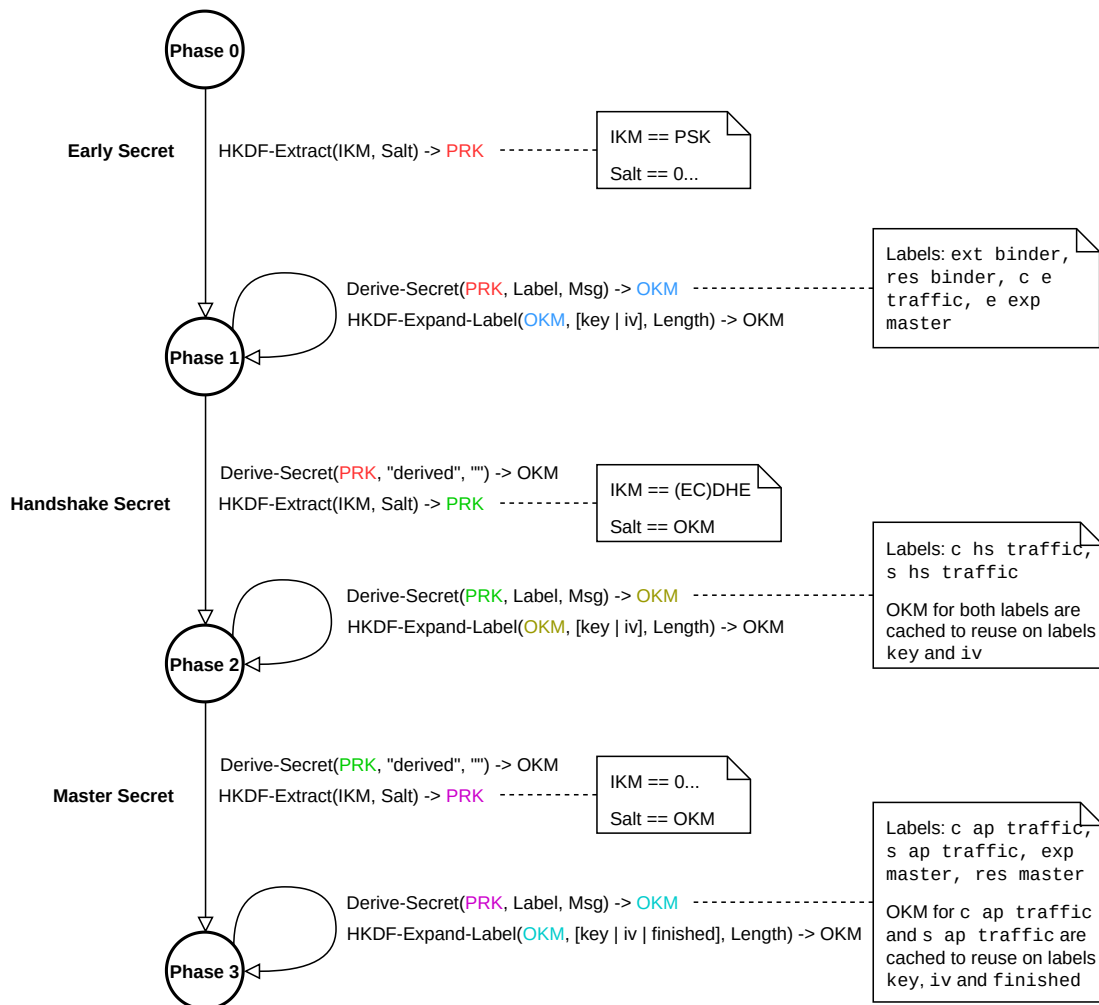 Phase 0
Early Secret
HKDF-Extract(IKM, Salt) -> PRK
IKM == PSK
Salt == 0...
Derive-Secret(PRK, Label, Msg) -> OKM
HKDF-Expand-Label(OKM, [key | iv], Length) -> OKM
Labels: ext binder,
res binder, c e
traffic, e exp
master
Phase 1
Derive-Secret(PRK, "derived", "") -> OKM
Handshake Secret
HKDF-Extract(IKM, Salt) -> PRK
IKM == (EC)DHE
Salt == OKM
Derive-Secret(PRK, Label, Msg) -> OKM
HKDF-Expand-Label(OKM, [key | iv], Length) -> OKM
Labels: c hs traffic,
s hs traffic
OKM for both labels are
cached to reuse on labels
key and iv
Phase 2
Derive-Secret(PRK, "derived", "") -> OKM
Master Secret
HKDF-Extract(IKM, Salt) -> PRK
IKM == 0...
Salt == OKM
Derive-Secret(PRK, Label, Msg) -> OKM
HKDF-Expand-Label(OKM, [key | iv | finished], Length) -> OKM
Labels: c ap traffic,
s ap traffic, exp
master, res master
OKM for c ap traffic
and s ap traffic are
cached to reuse on labels
key, iv and finished
Phase 3